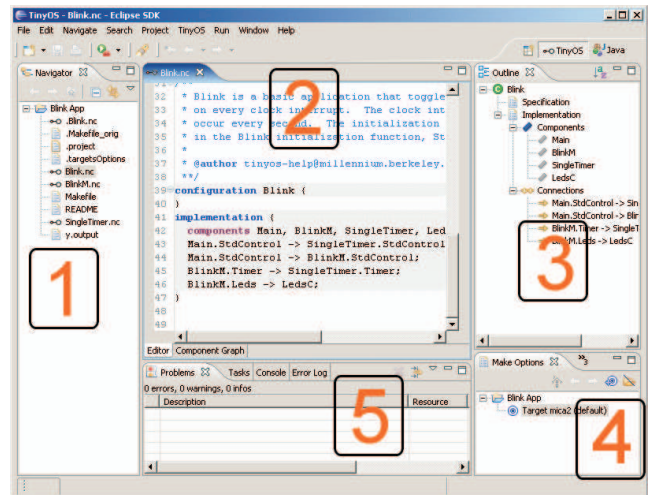 TinyOS - Blink.nc - Eclipse SDK
File Edit Navigate Search Project TinyOS Run Window Help
TinyOS Java
Navigator
Blink App
.Blink.nc
.Makefile_orig
.project
.targetsOptions
Blink.nc
BlinkM.nc
Makefile
README
SingleTimer.nc
y.output
1
Blink.nc
2
31 /**
32 * Blink is a basic application that toggle
33 * on every clock interrupt. The clock int
34 * occur every second. The initialization
35 * in the Blink initialization function, St
36 *
37 * @author tinyos-help@millennium.berkeley.
38 **/
39 configuration Blink {
40 }
41 implementation {
42 components Main, BlinkM, SingleTimer, Led
43 Main.StdControl -> SingleTimer.StdControl
44 Main.StdControl -> BlinkM.StdControl;
45 BlinkM.Timer -> SingleTimer.Timer;
46 BlinkM.Leds -> LedsC;
47 }
48
49
Editor Component Graph
Outline
Blink
Specification
Implementation
Components
Main
BlinkM
SingleTimer
LedsC
Connections
Main.StdControl -> Sin
Main.StdControl -> Blin
BlinkM.Timer -> SingleT
BlinkM.Leds -> LedsC
3
Problems Tasks Console Error Log
0 errors, 0 warnings, 0 infos
Description Resource
5
Make Options »3
Blink App
Target mica2 (default)
4